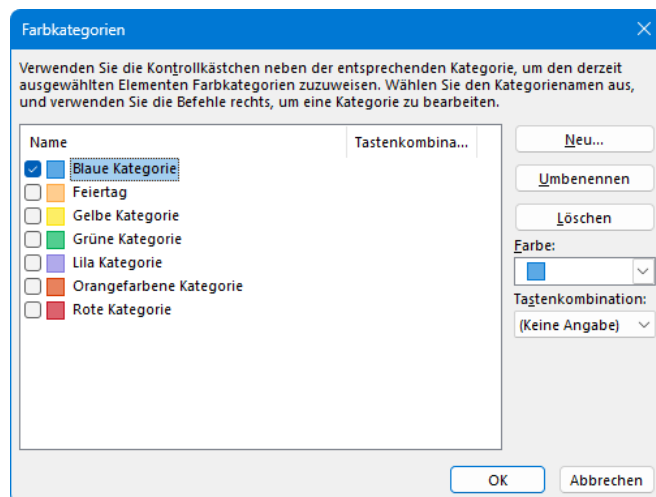 Farbkategorien
Verwenden Sie die Kontrollkästchen neben der entsprechenden Kategorie, um den derzeit
ausgewählten Elementen Farbkategorien zuzuweisen. Wählen Sie den Kategorienamen aus,
und verwenden Sie die Befehle rechts, um eine Kategorie zu bearbeiten.
Name Tastenkombina...
Blaue Kategorie
Feiertag
Gelbe Kategorie
Grüne Kategorie
Lila Kategorie
Orangefarbene Kategorie
Rote Kategorie
Neu...
Umbenennen
Löschen
Farbe:
Tastenkombination:
(Keine Angabe)
OK Abbrechen